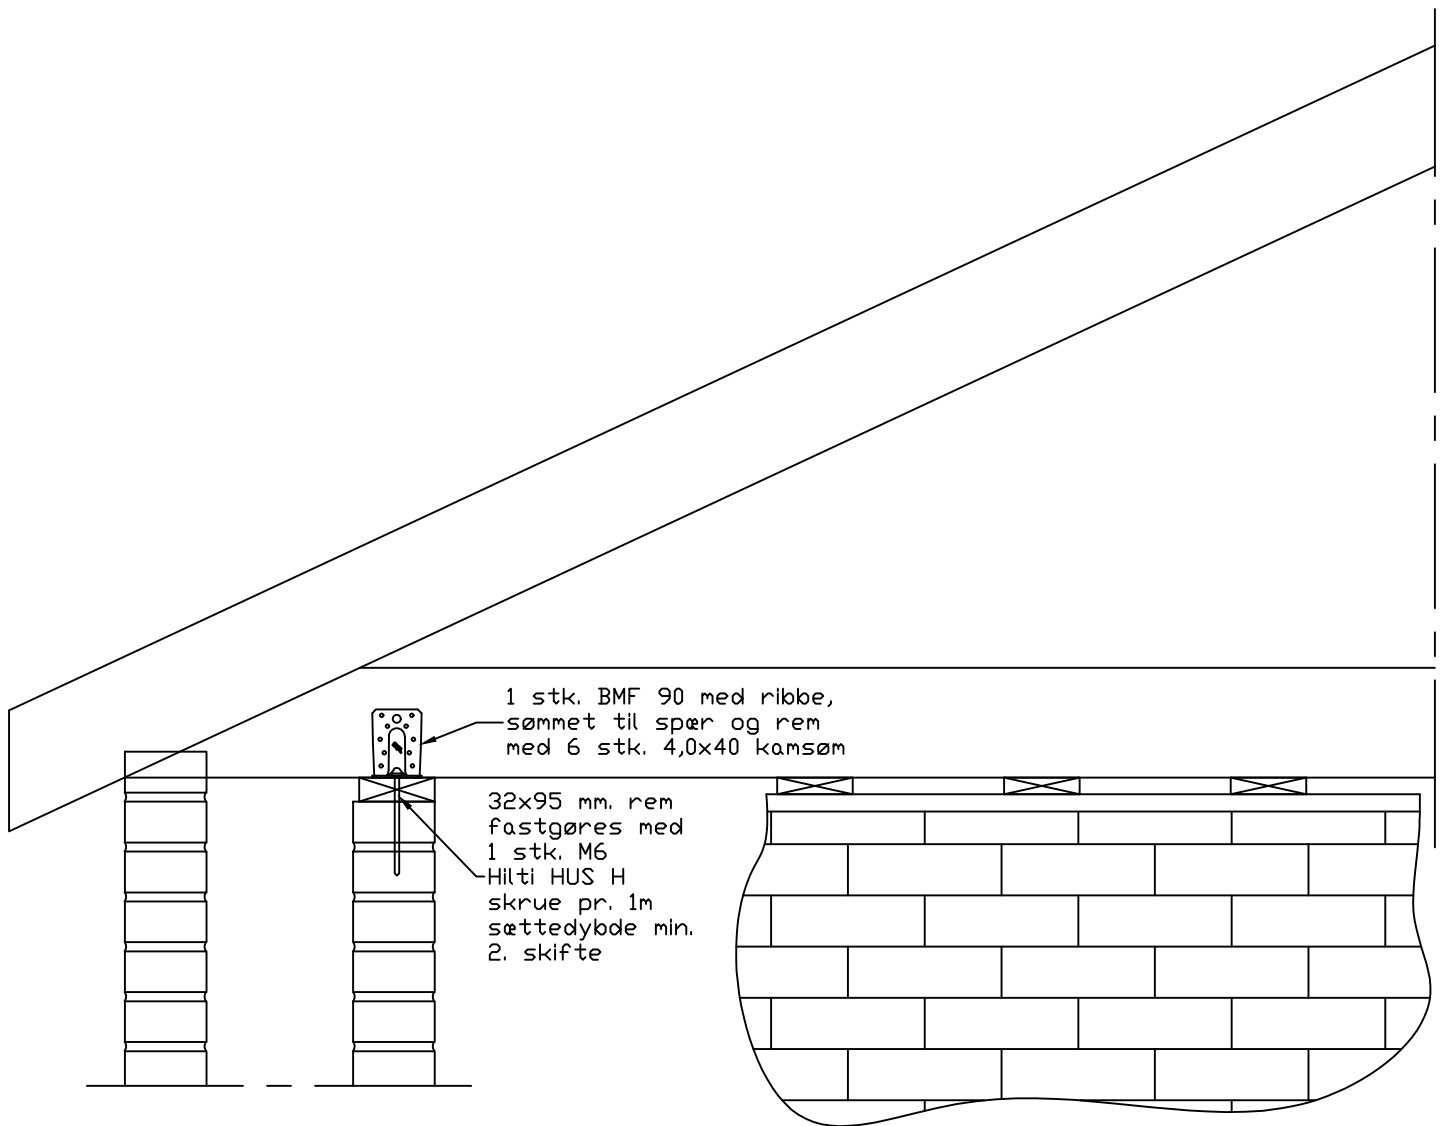 1 stk. BMF 90 med ribbe,
sømmet til spær og rem
med 6 stk. 4,0x40 kamsøm
32x95 mm. rem
fastgøres med
1 stk. M6
Hilti HUS H
skrue pr. 1m
sættedybde min.
2. skifte